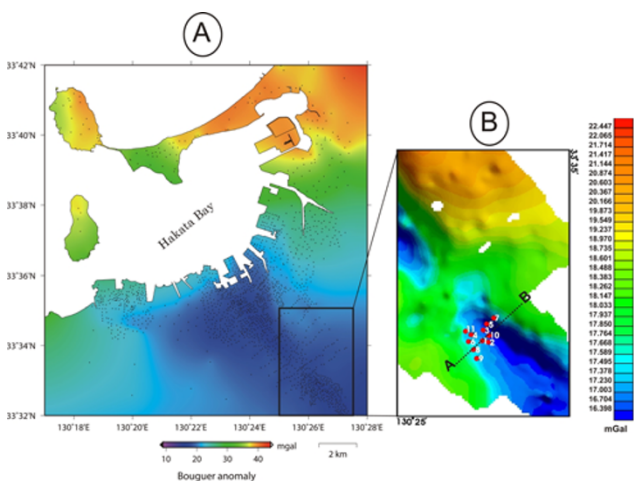 A
B
33°42'N
33°40'N
33°38'N
33°36'N
33°34'N
33°32'N
Hakata Bay
130°18'E
130°20'E
130°22'E
130°24'E
130°26'E
130°28'E
10 20 30 40 mgal
Bouguer anomaly
2 km
33°35'
B
A
11
10
2
130°25'
22.447
22.065
21.714
21.417
21.144
20.874
20.603
20.367
20.166
19.873
19.549
19.237
18.970
18.735
18.601
18.488
18.383
18.262
18.147
18.033
17.937
17.850
17.764
17.668
17.589
17.495
17.378
17.230
17.003
16.704
16.398
mGal